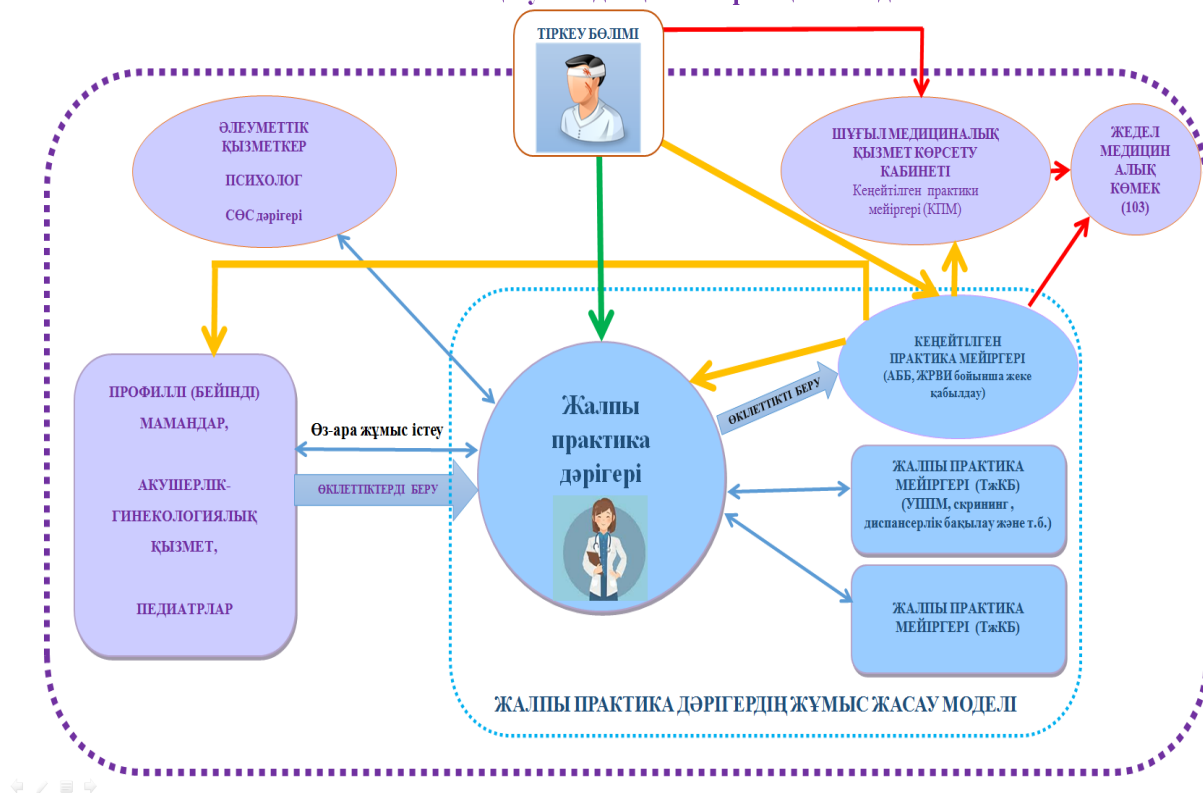 ТІРКЕУ БӨЛІМІ
ӘЛЕУМЕТТІК
ҚЫЗМЕТКЕР
ПСИХОЛОГ
СӨС дәрігері
ШҰҒЫЛ МЕДИЦИНАЛЫҚ
ҚЫЗМЕТ КӨРСЕТУ
КАБИНЕТІ
Кеңейтілген практики
мейіргері (КПМ)
ЖЕДЕЛ
МЕДИЦИН
АЛЫҚ
КӨМЕК
(103)
КЕҢЕЙТІЛГЕН
ПРАКТИКА МЕЙІРГЕРІ
(АББ, ЖРВИ бойынша жеке
қабылдау)
ПРОФИЛЛІ (БЕЙІНДІ)
МАМАНДАР,
АКУШЕРЛІК-
ГИНЕКОЛОГИЯЛЫҚ
ҚЫЗМЕТ,
ПЕДИАТРЛАР
Өз-ара жұмыс істеу
ӨКІЛЕТТІКТЕРДІ БЕРУ
Жалпы
практика
дәрігері
ӨКІЛЕТТІКТІ БЕРУ
ЖАЛПЫ ПРАКТИКА
МЕЙІРГЕРІ (ТжКБ)
(УППМ, скрининг ,
диспансерлік бақылау және т.б.)
ЖАЛПЫ ПРАКТИКА
МЕЙІРГЕРІ (ТжКБ)
ЖАЛПЫ ПРАКТИКА ДӘРІГЕРДІҢ ЖҰМЫС ЖАСАУ МОДЕЛІ